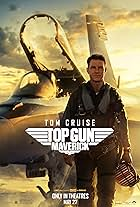 TOM CRUISE
TOP GUN
MAVERICK
ONLY IN THEATRES
MAY 27